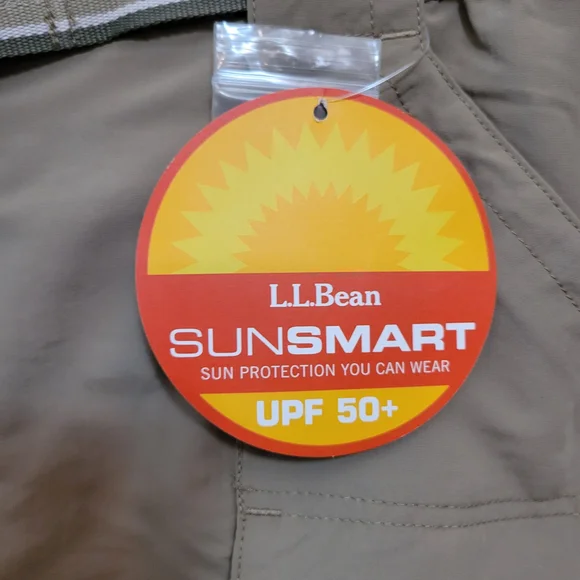 L.L.Bean
SUNSMART
SUN PROTECTION YOU CAN WEAR
UPF 50+